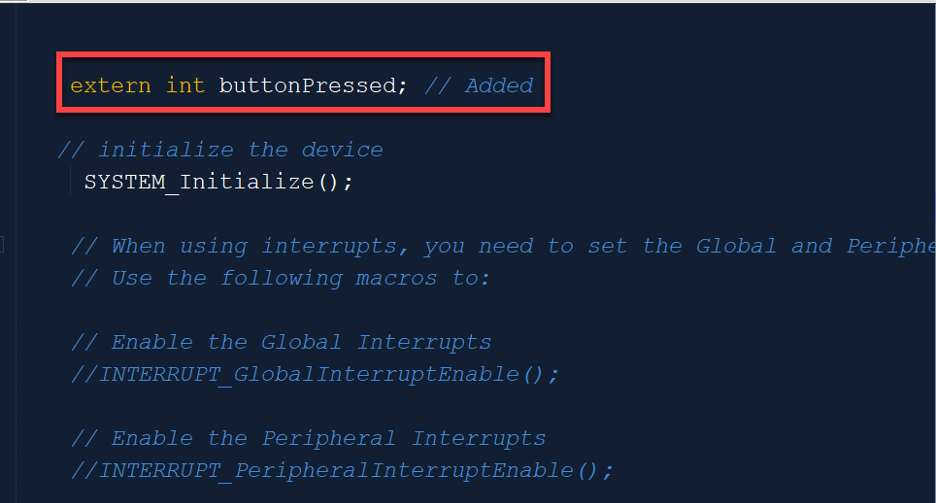 extern int buttonPressed; // Added
// initialize the device
SYSTEM_Initialize();
// When using interrupts, you need to set the Global and Periphe
// Use the following macros to:
// Enable the Global Interrupts
//INTERRUPT_GlobalInterruptEnable();
// Enable the Peripheral Interrupts
//INTERRUPT_PeripheralInterruptEnable();